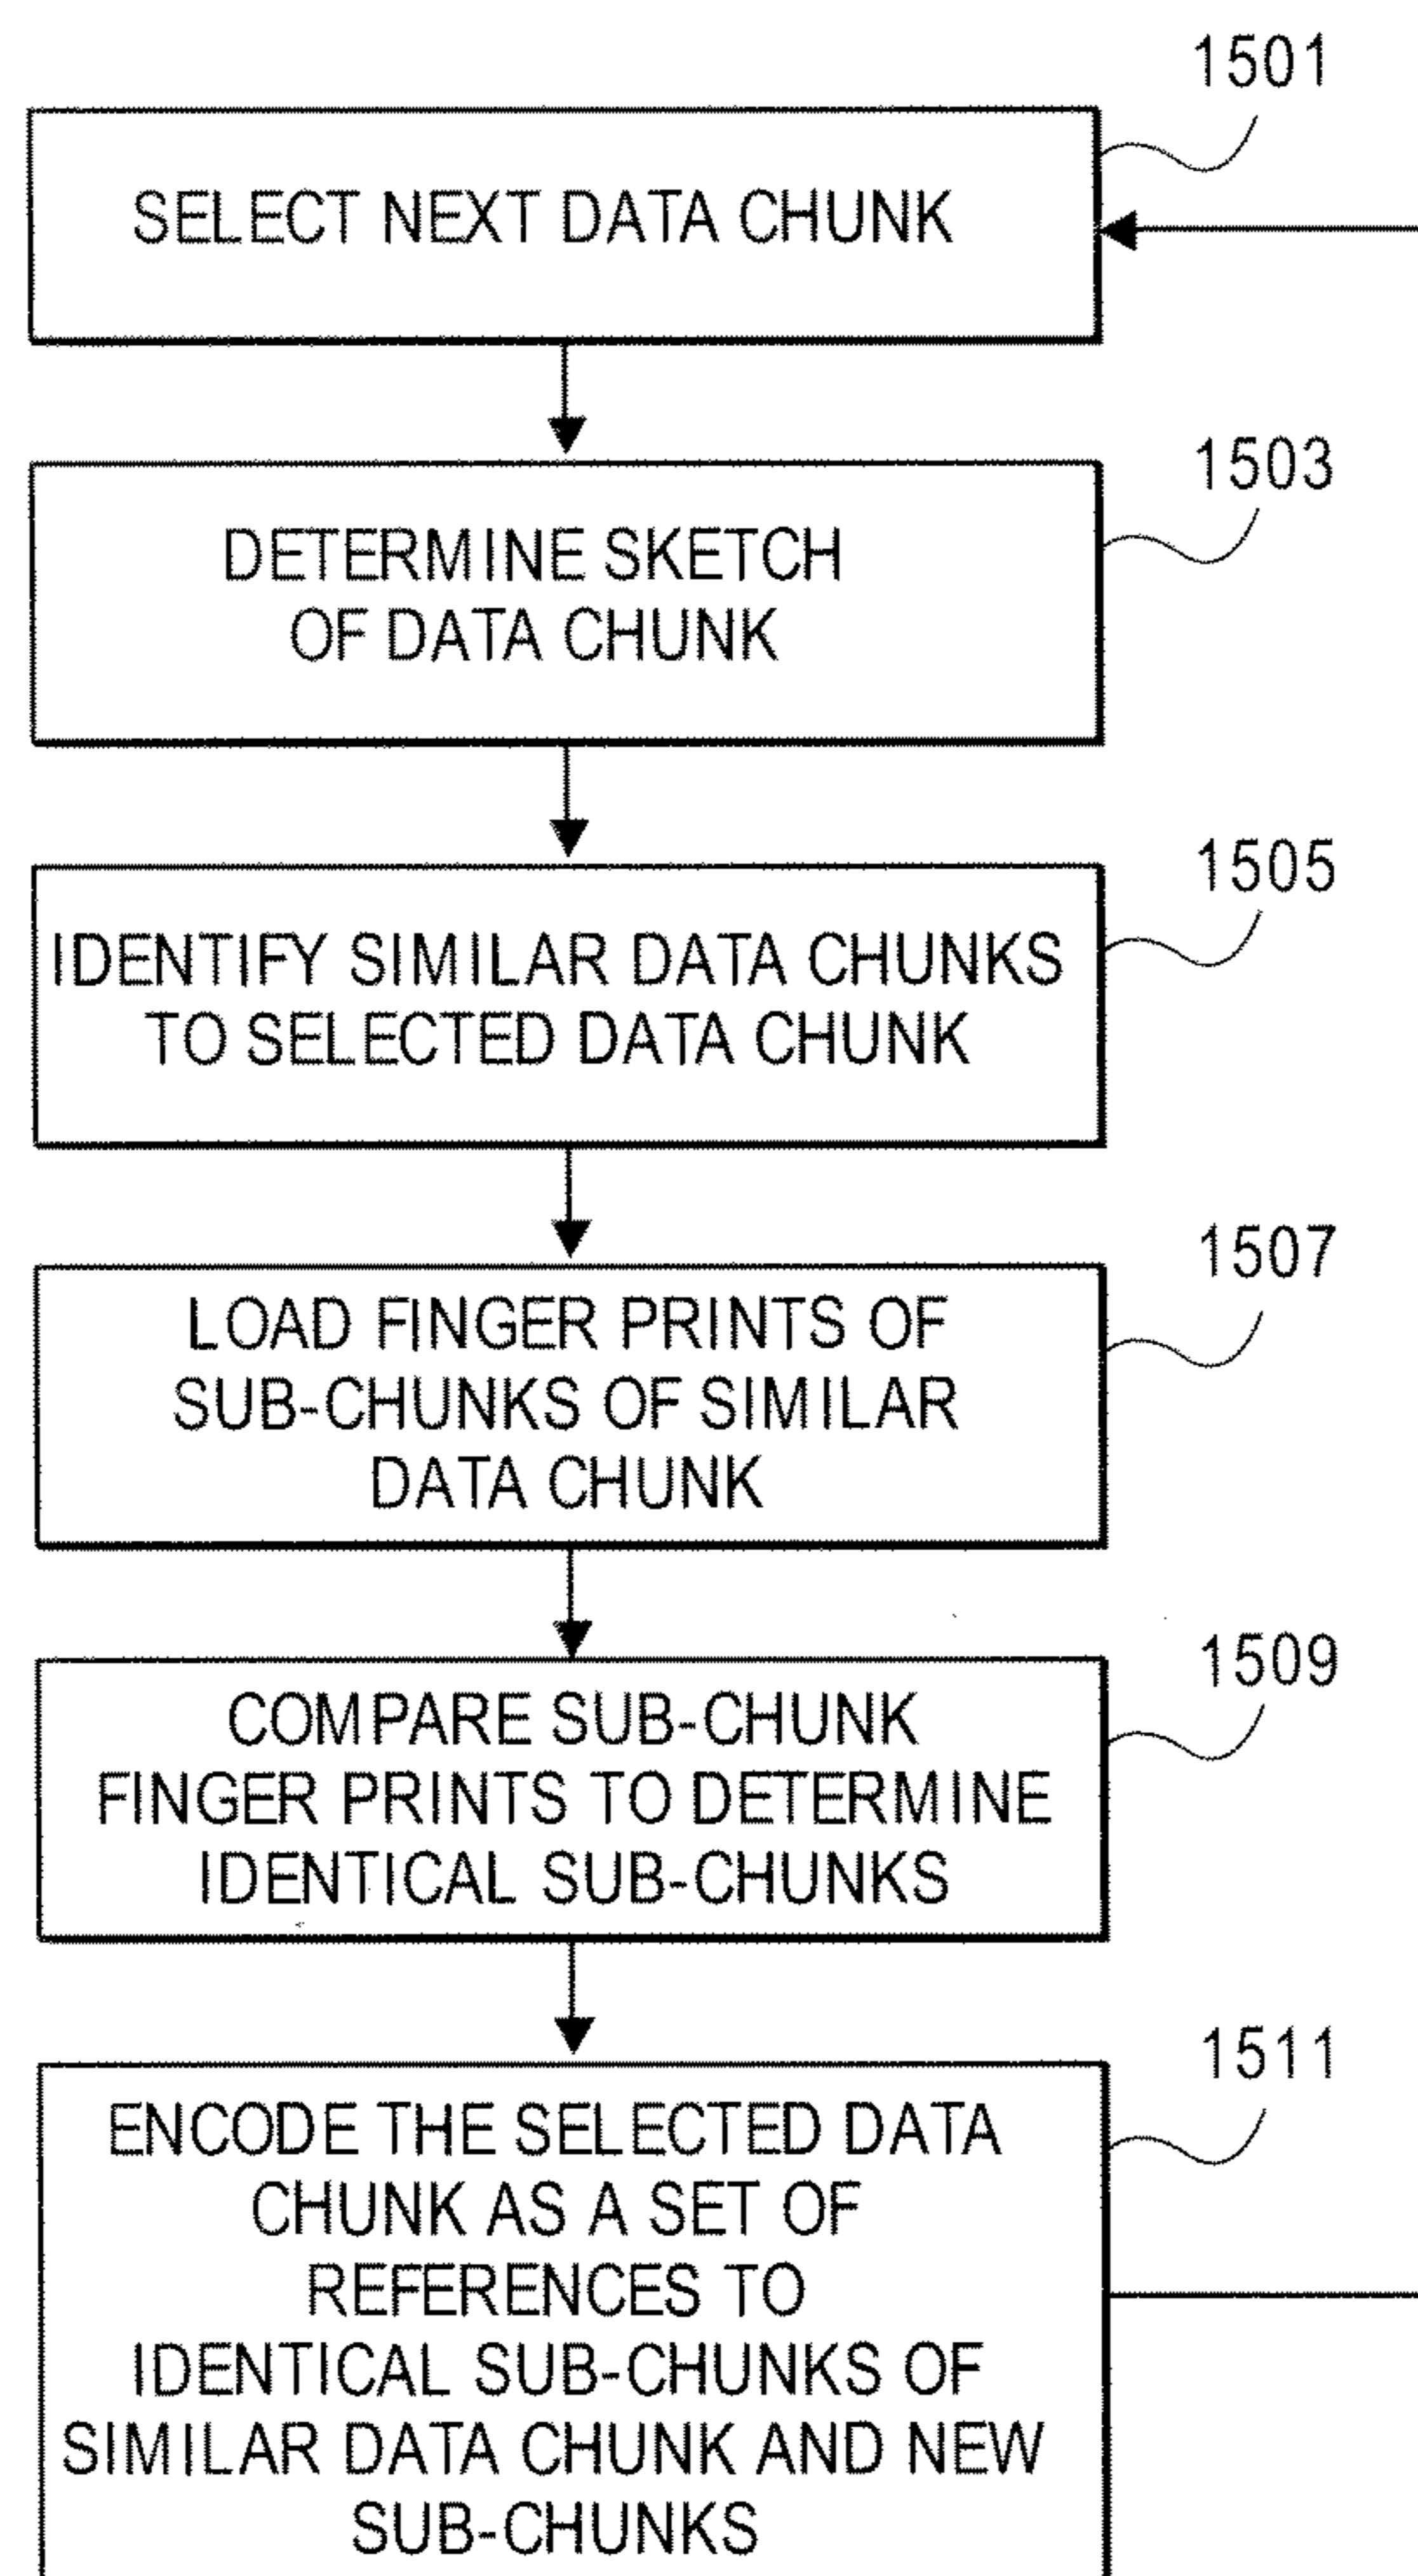 1501
SELECT NEXT DATA CHUNK
1503
DETERMINE SKETCH
OF DATA CHUNK
1505
IDENTIFY SIMILAR DATA CHUNKS
TO SELECTED DATA CHUNK
1507
LOAD FINGER PRINTS OF
SUB-CHUNKS OF SIMILAR
DATA CHUNK
1509
COMPARE SUB-CHUNK
FINGER PRINTS TO DETERMINE
IDENTICAL SUB-CHUNKS
1511
ENCODE THE SELECTED DATA
CHUNK AS A SET OF
REFERENCES TO
IDENTICAL SUB-CHUNKS OF
SIMILAR DATA CHUNK AND NEW
SUB-CHUNKS